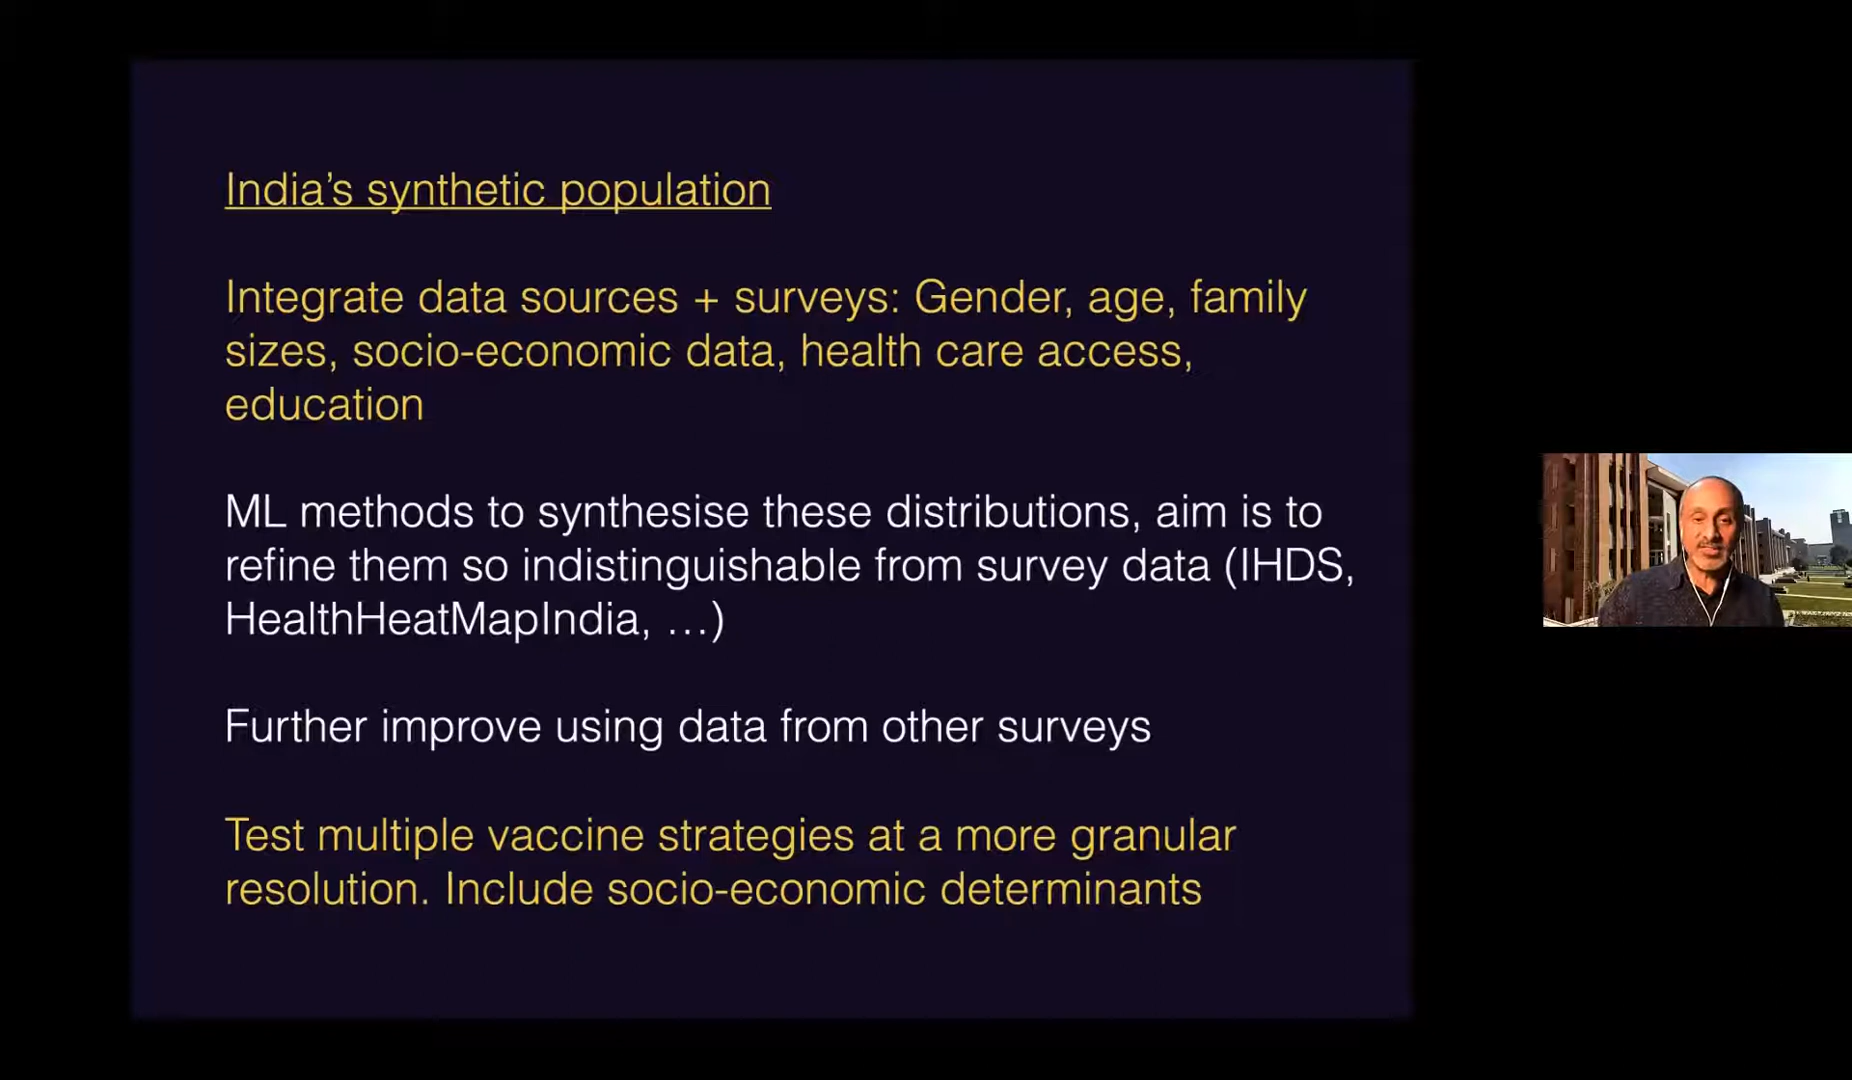 India’s synthetic population
Integrate data sources + surveys: Gender, age, family
sizes, socio-economic data, health care access,
education
ML methods to synthesise these distributions, aim is to
refine them so indistinguishable from survey data (IHDS,
HealthHeatMapIndia, …)
Further improve using data from other surveys
Test multiple vaccine strategies at a more granular
resolution. Include socio-economic determinants